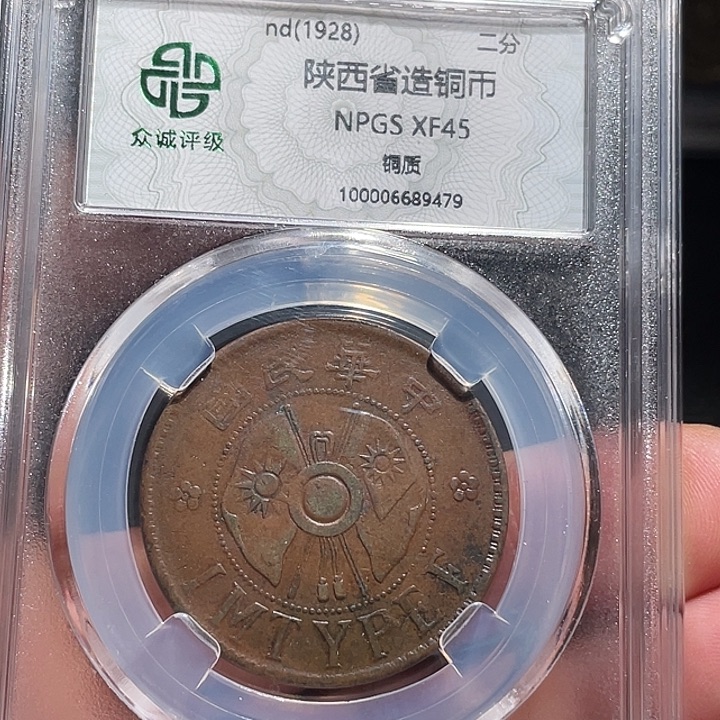 nd(1928) 二分
陕西省造铜币
NPGS XF45
铜质
100006689479
众诚评级
中華民國
IMTYPEF